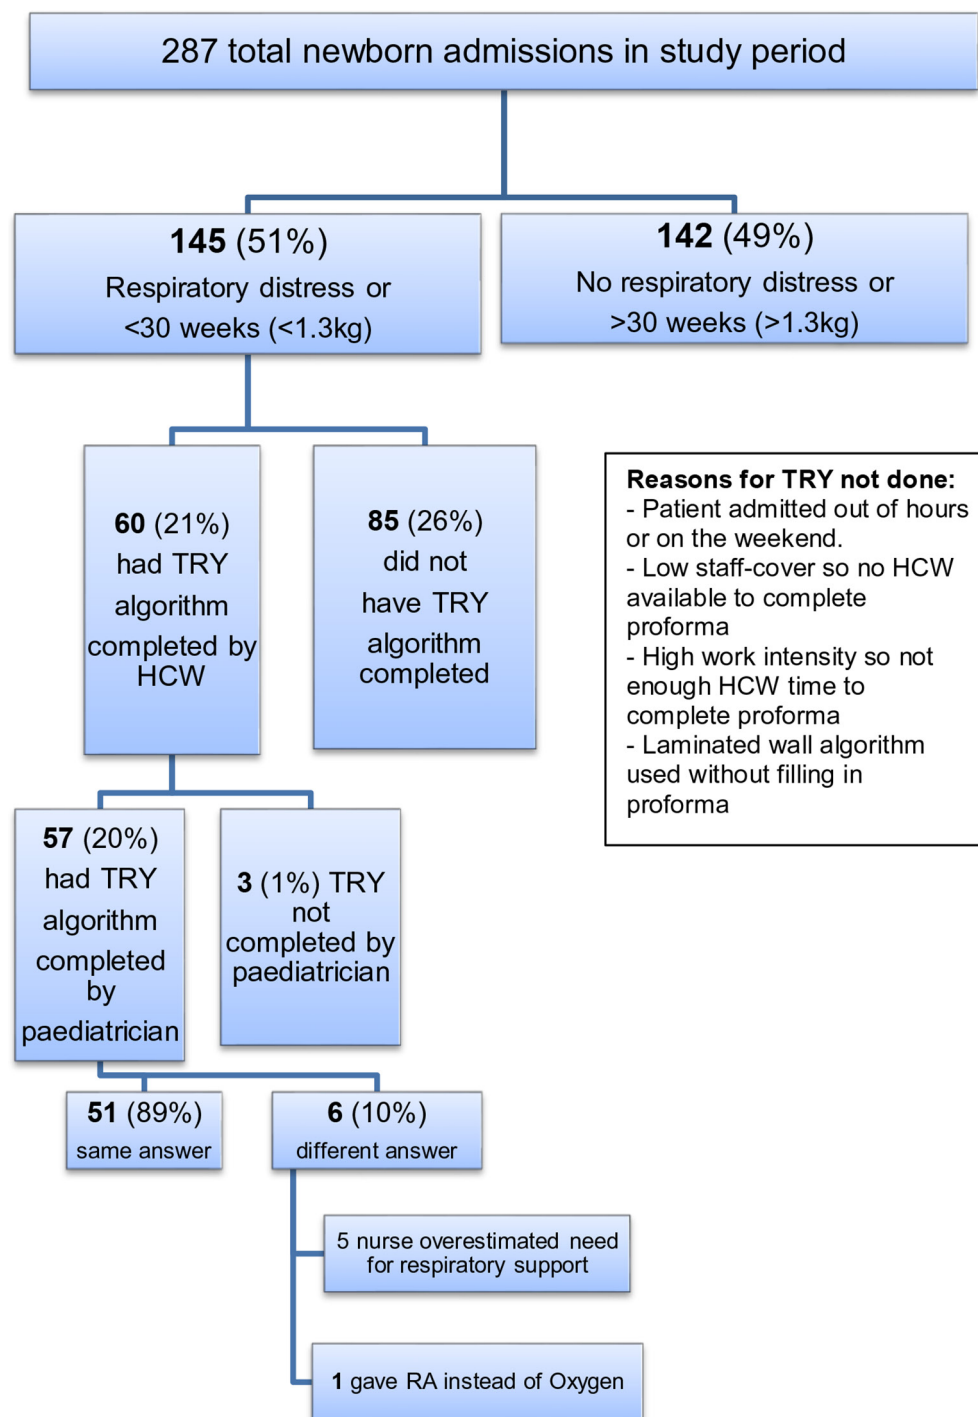 287 total newborn admissions in study period
145 (51%)
Respiratory distress or
<30 weeks (<1.3kg)
142 (49%)
No respiratory distress or
>30 weeks (>1.3kg)
60 (21%)
had TRY
algorithm
completed by
HCW
85 (26%)
did not
have TRY
algorithm
completed
Reasons for TRY not done:
- Patient admitted out of hours
or on the weekend.
- Low staff-cover so no HCW
available to complete
proforma
- High work intensity so not
enough HCW time to
complete proforma
- Laminated wall algorithm
used without filling in
proforma
57 (20%)
had TRY
algorithm
completed
by
paediatrician
3 (1%) TRY
not
completed by
paediatrician
51 (89%)
same answer
6 (10%)
different answer
5 nurse overestimated need
for respiratory support
1 gave RA instead of Oxygen